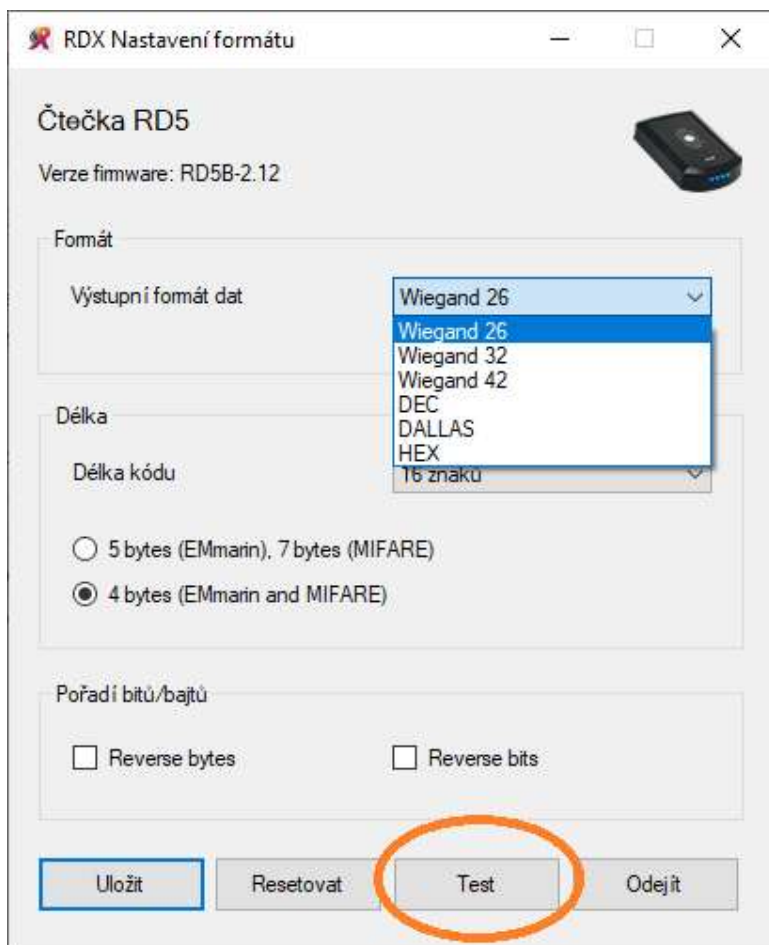 RDX Nastavení formátu
Čtečka RD5
Verze firmware: RD5B-2.12
Formát
Výstupní formát dat
Wiegand 26
Wiegand 26
Wiegand 32
Wiegand 42
DEC
DALLAS
HEX
Délka
Délka kódu
16 znaků
5 bytes (EMmarin), 7 bytes (MIFARE)
4 bytes (EMmarin and MIFARE)
Pořadí bitů/bajtů
Reverse bytes
Reverse bits
Uložit
Resetovat
Test
Odejít